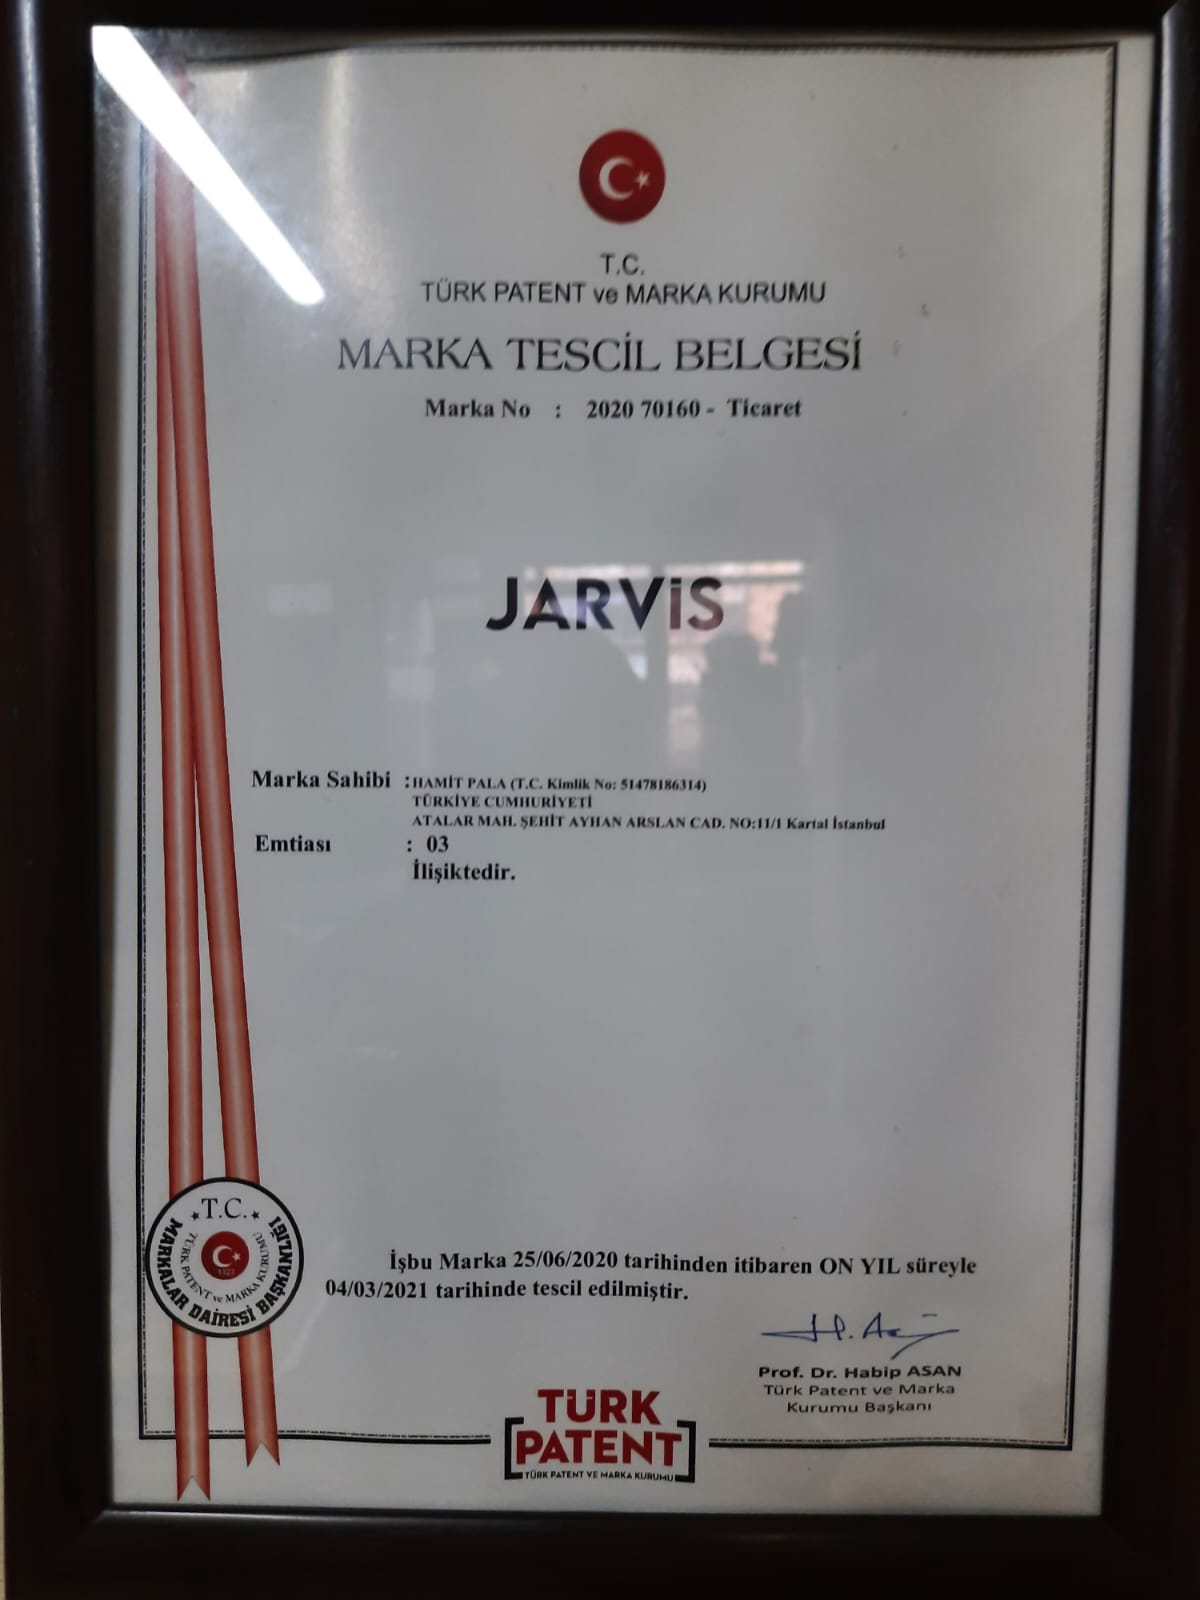 T.C.
TÜRK PATENT ve MARKA KURUMU
MARKA TESCİL BELGESİ
Marka No : 2020 70160 - Ticaret
JARViS
Marka Sahibi : HAMİT PALA (T.C. Kimlik No: 51478186314)
TÜRKİYE CUMHURİYETİ
ATALAR MAH. ŞEHİT AYHAN ARSLAN CAD. NO:11/1 Kartal İstanbul
Emtiası : 03
İlişiktedir.
T.C.
MARKALAR DAİRESİ BAŞKANLIĞI
TÜRK PATENT ve MARKA KURUMU
1923
İşbu Marka 25/06/2020 tarihinden itibaren ON YIL süreyle
04/03/2021 tarihinde tescil edilmiştir.
H. Asan
Prof. Dr. Habip ASAN
Türk Patent ve Marka
Kurumu Başkanı
TÜRK
PATENT
TÜRK PATENT VE MARKA KURUMU